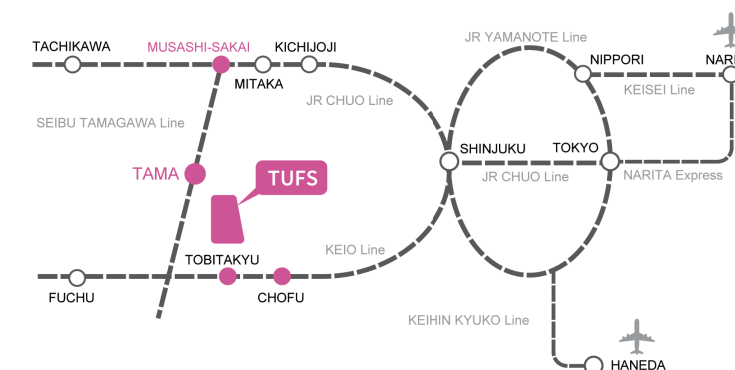 JR YAMANOTE Line
TACHIKAWA
MUSASHI-SAKAI
KICHIJOJI
NIPPORI
NARI
MITAKA
KEISEI Line
JR CHUO Line
SEIBU TAMAGAWA Line
SHINJUKU
TOKYO
TAMA
TUFS
JR CHUO Line
NARITA Express
KEIO Line
TOBITAKYU
FUCHU
CHOFU
KEIHIN KYUKO Line
HANEDA